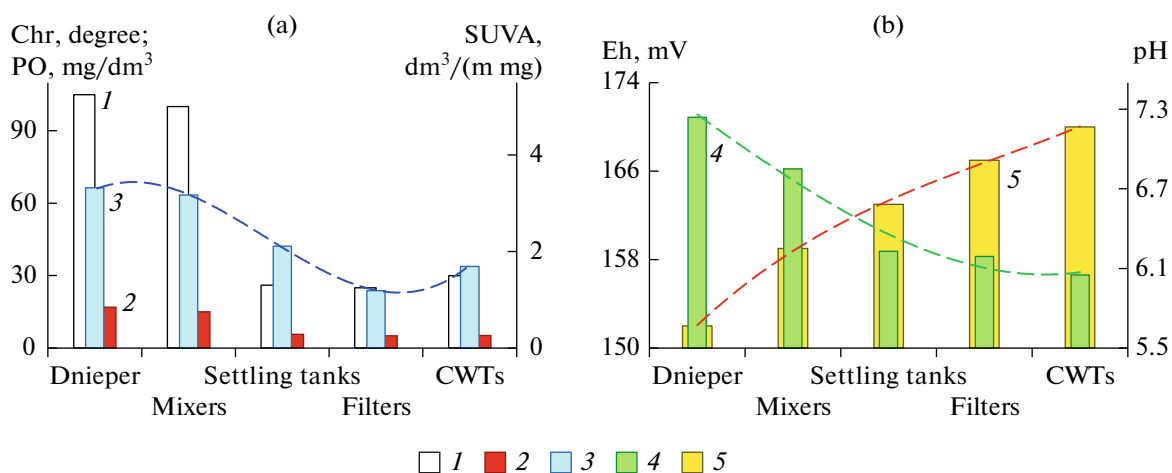 (a)
Chr, degree;
PO, mg/dm³
SUVA,
dm³/(m mg)
90
60
30
0
4
2
0
1
3
2
Dnieper
Settling tanks
CWTs
Mixers
Filters
(b)
Eh, mV
pH
174
166
158
150
7.3
6.7
6.1
5.5
4
5
Dnieper
Settling tanks
CWTs
Mixers
Filters
1 2 3 4 5